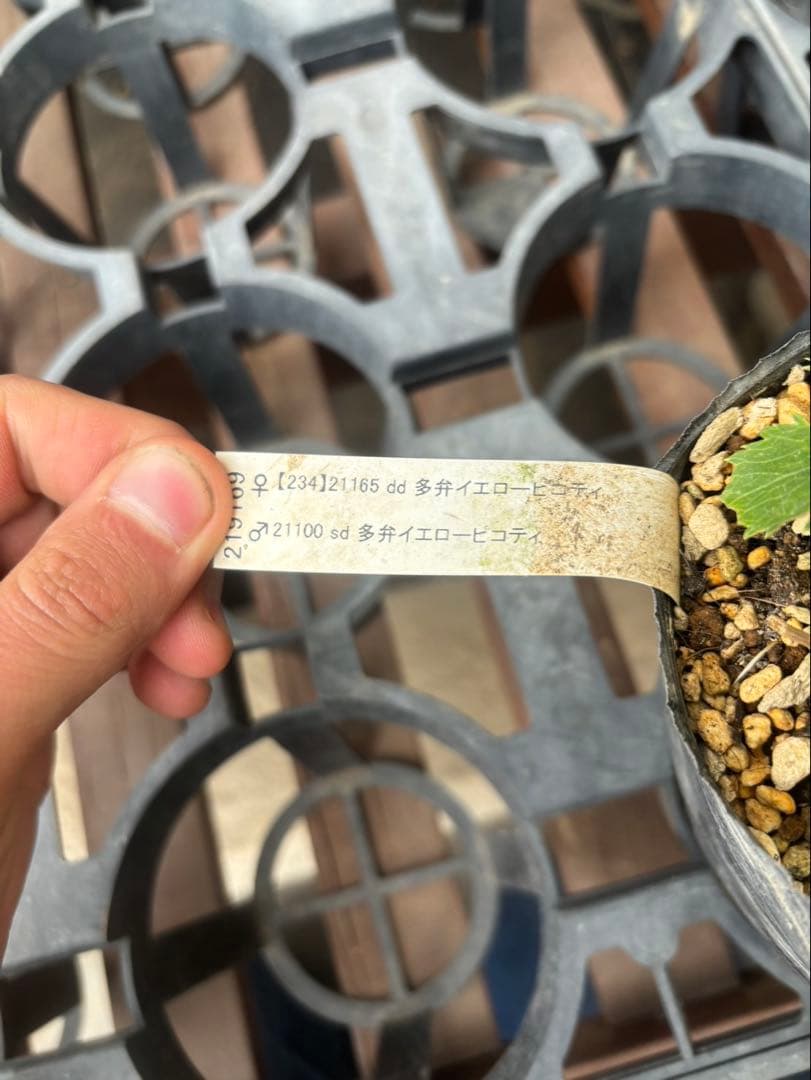 ♀【234】21165 dd 多弁イエローピコティ
♂21100 sd 多弁イエローピコティ